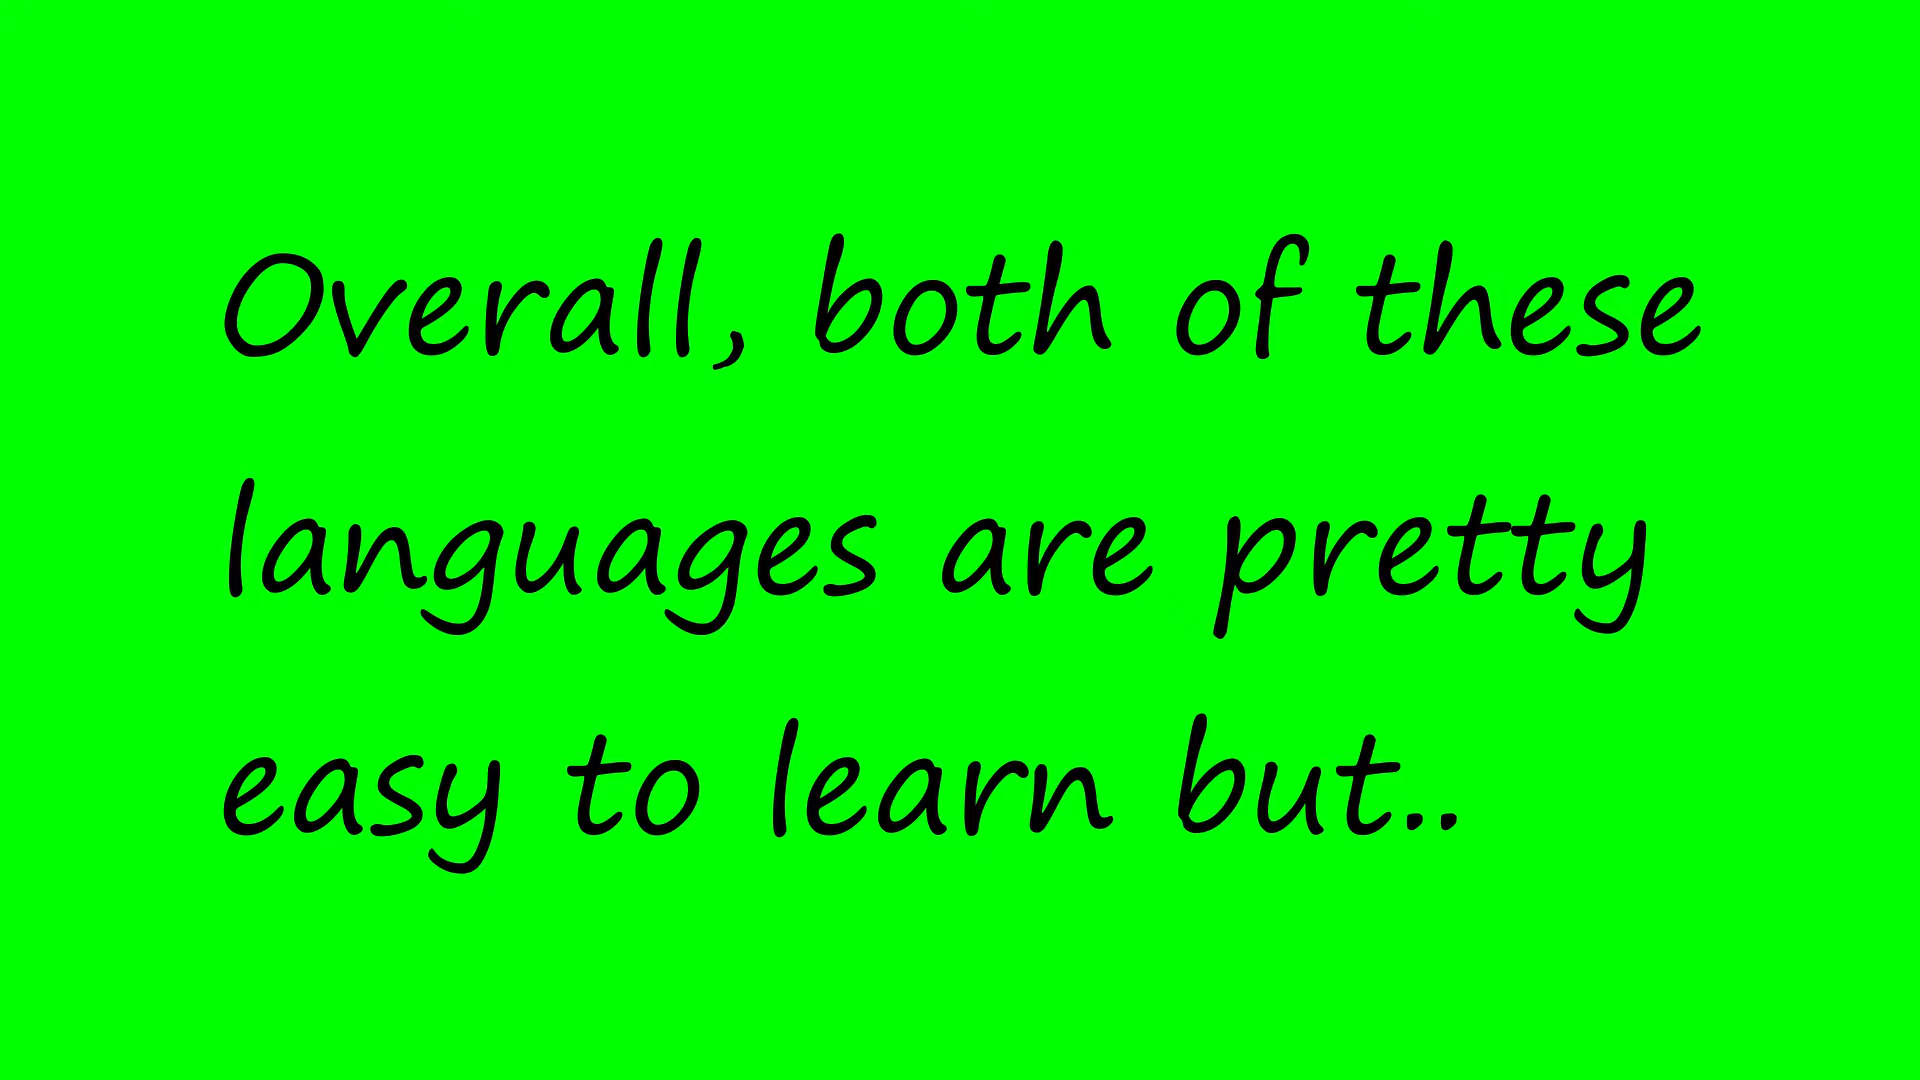 Overall, both of these
languages are pretty
easy to learn but..